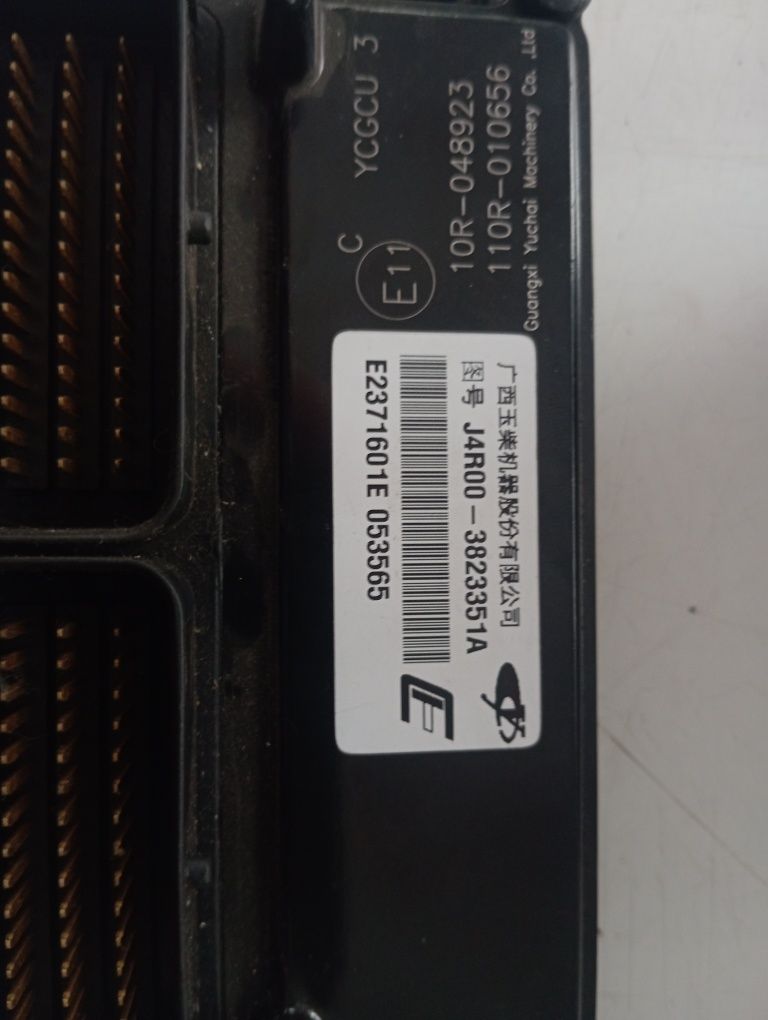 YCGCU 3
C
E11
10R-048923
110R-010656
Guangxi Yuchai Machinery Co. ,Ltd
广西玉柴机器股份有限公司
图号 J4R00-3823351A
E2371601E 053565